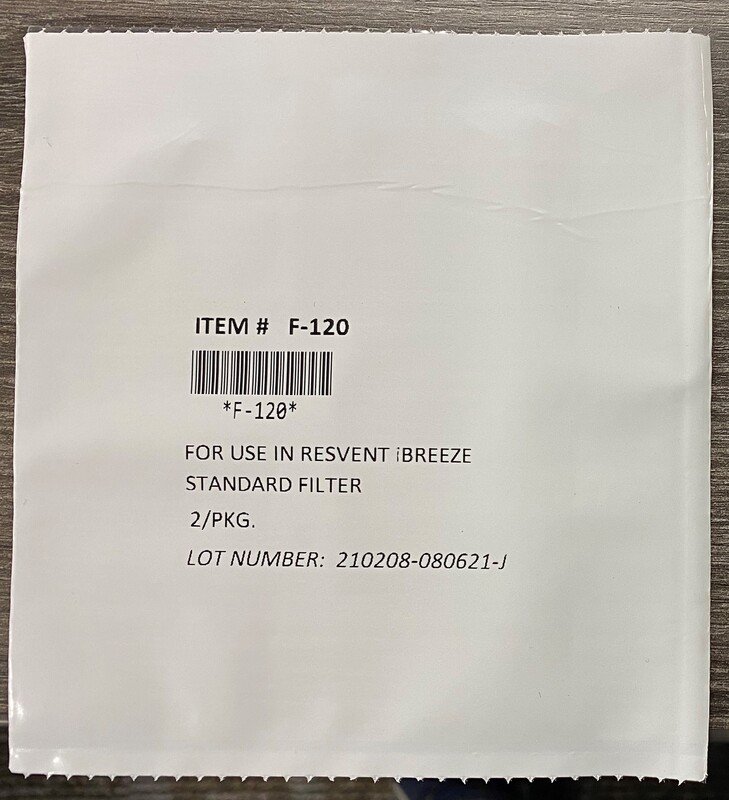 ITEM # F-120
*F-120*
FOR USE IN RESVENT iBREEZE
STANDARD FILTER
2/PKG.
LOT NUMBER: 210208-080621-J